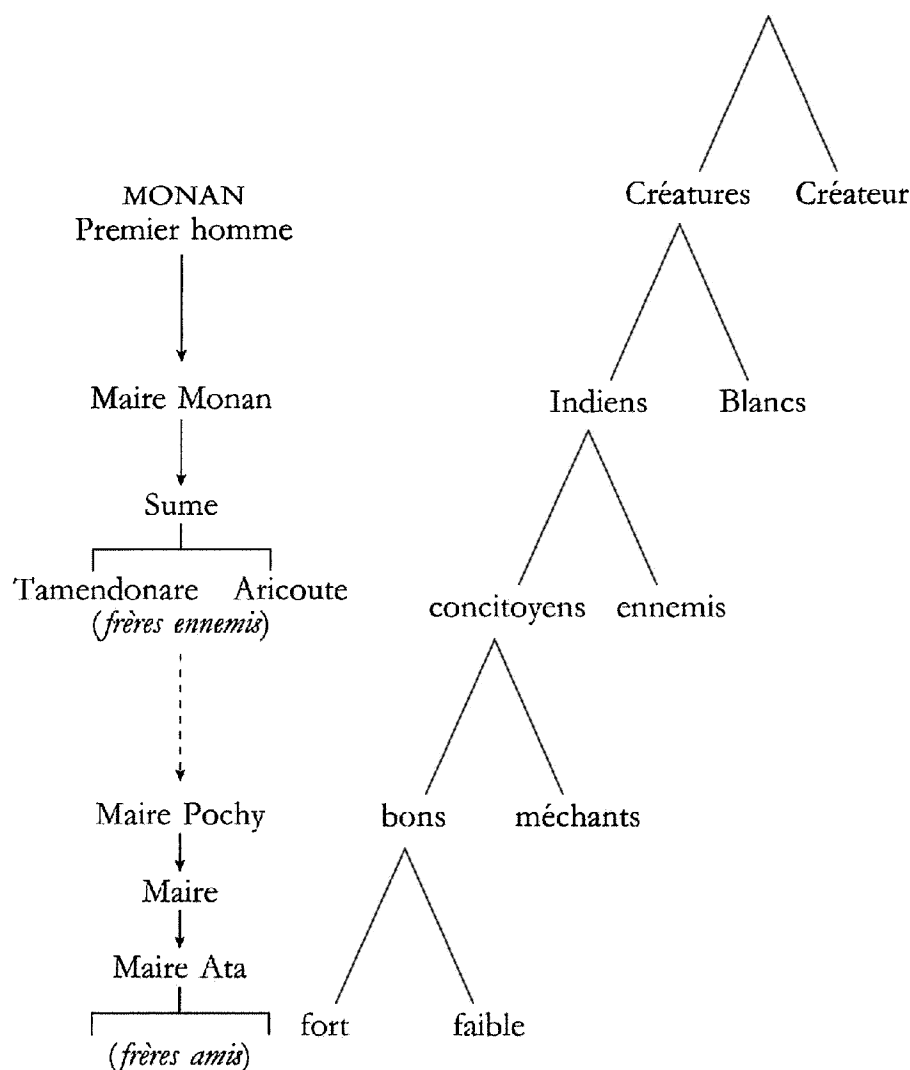 MONAN
Premier homme
Maire Monan
Sume
Tamendonare Aricoute
(frères ennemis)
Maire Pochy
Maire
Maire Ata
(frères amis)
Créatures Créateur
Indiens Blancs
concitoyens ennemis
bons méchants
fort faible